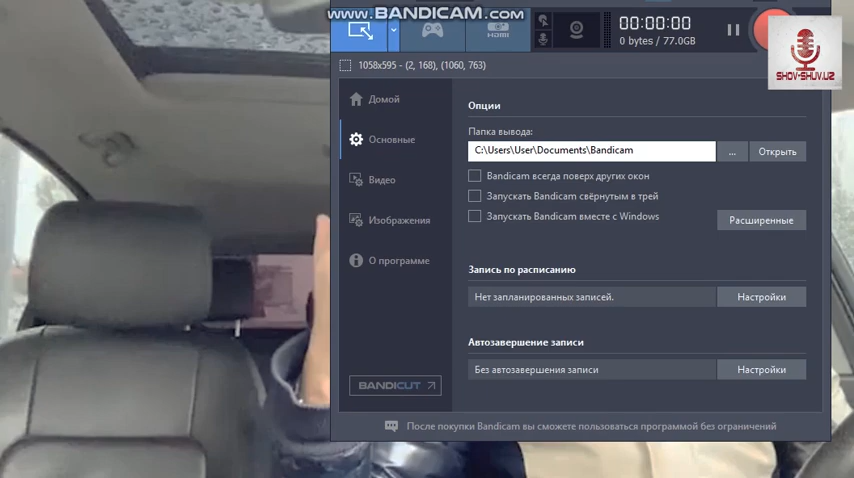 www.BANDICAM.com
HDMI
00:00:00
0 bytes / 77.0GB
SHOV-SHUV.UZ
1058x595 - (2, 168), (1060, 763)
Домой
Основные
Видео
Изображения
О программе
BANDICUT
Опции
Папка вывода:
C:\Users\User\Documents\Bandicam
...
Открыть
Bandicam всегда поверх других окон
Запускать Bandicam свёрнутым в трей
Запускать Bandicam вместе с Windows
Расширенные
Запись по расписанию
Нет запланированных записей.
Настройки
Автозавершение записи
Без автозавершения записи
Настройки
После покупки Bandicam вы сможете пользоваться программой без ограничений